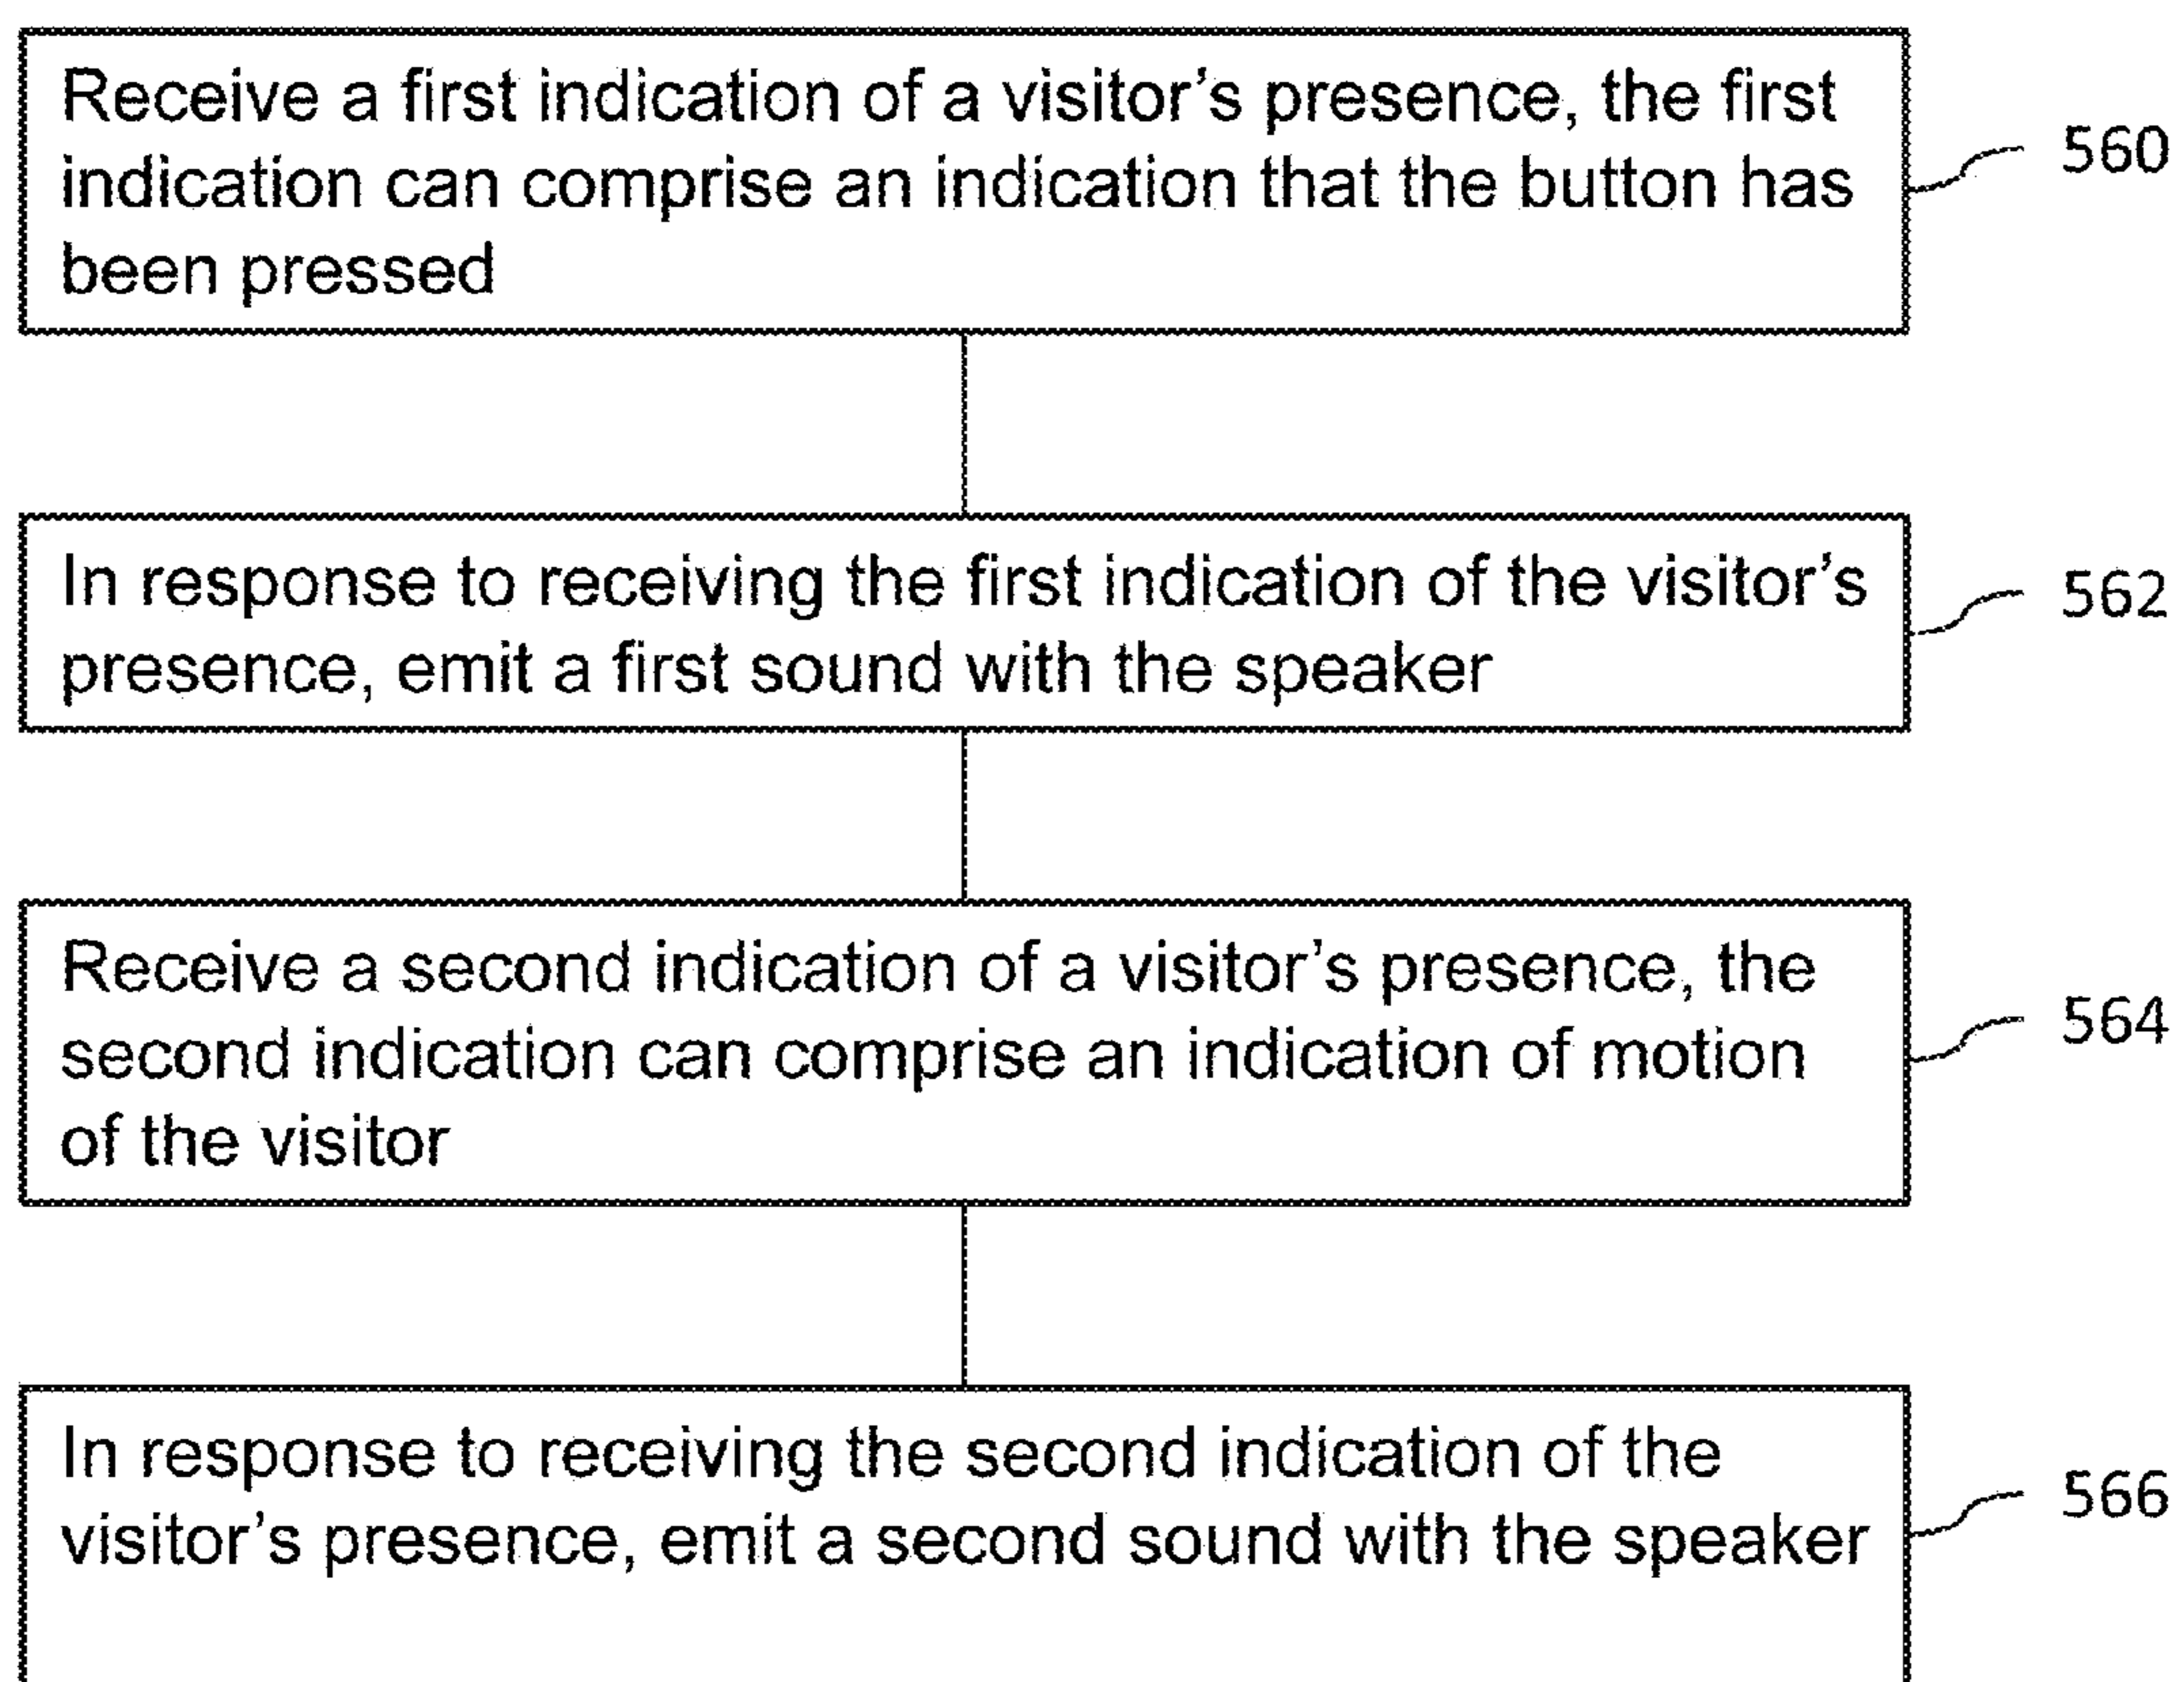 Receive a first indication of a visitor’s presence, the first
indication can comprise an indication that the button has
been pressed
560
In response to receiving the first indication of the visitor’s
presence, emit a first sound with the speaker
562
Receive a second indication of a visitor’s presence, the
second indication can comprise an indication of motion
of the visitor
564
In response to receiving the second indication of the
visitor’s presence, emit a second sound with the speaker
566